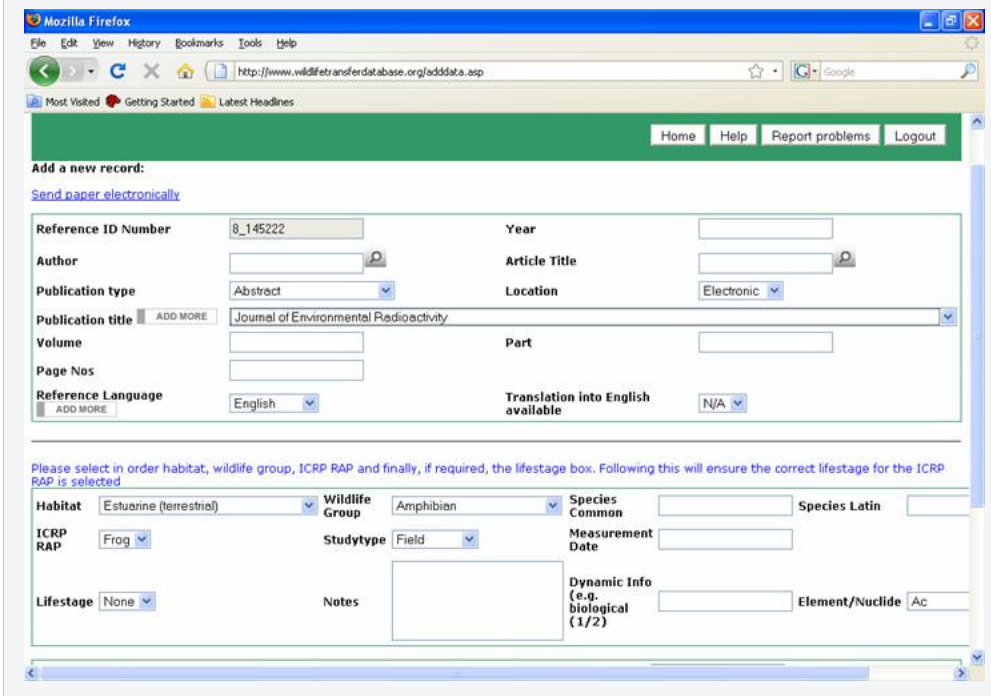 Mozilla Firefox
File Edit View History Bookmarks Tools Help
http://www.wildlifetransferdatabase.org/adddata.asp G Google
Most Visited Getting Started Latest Headlines
Home Help Report problems Logout
Add a new record:
Send paper electronically
Reference ID Number 8_145222 Year
Author Article Title
Publication type Abstract Location Electronic
Publication title ADD MORE Journal of Environmental Radioactivity
Volume Part
Page Nos
Reference Language ADD MORE English Translation into English available N/A
Please select in order habitat, wildlife group, ICRP RAP and finally, if required, the lifestage box. Following this will ensure the correct lifestage for the ICRP
RAP is selected
Habitat Estuarine (terrestrial) Wildlife Group Amphibian Species Common Species Latin
ICRP RAP Frog Studytype Field Measurement Date
Lifestage None Notes Dynamic Info (e.g. biological (1/2) Element/Nuclide Ac